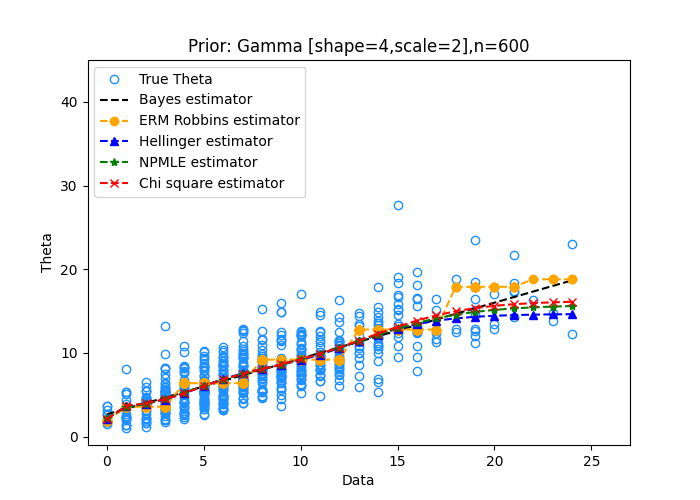 Prior: Gamma [shape=4,scale=2],n=600
True Theta
Bayes estimator
ERM Robbins estimator
Hellinger estimator
NPMLE estimator
Chi square estimator
Theta
40
30
20
10
0
0
5
10
15
20
25
Data